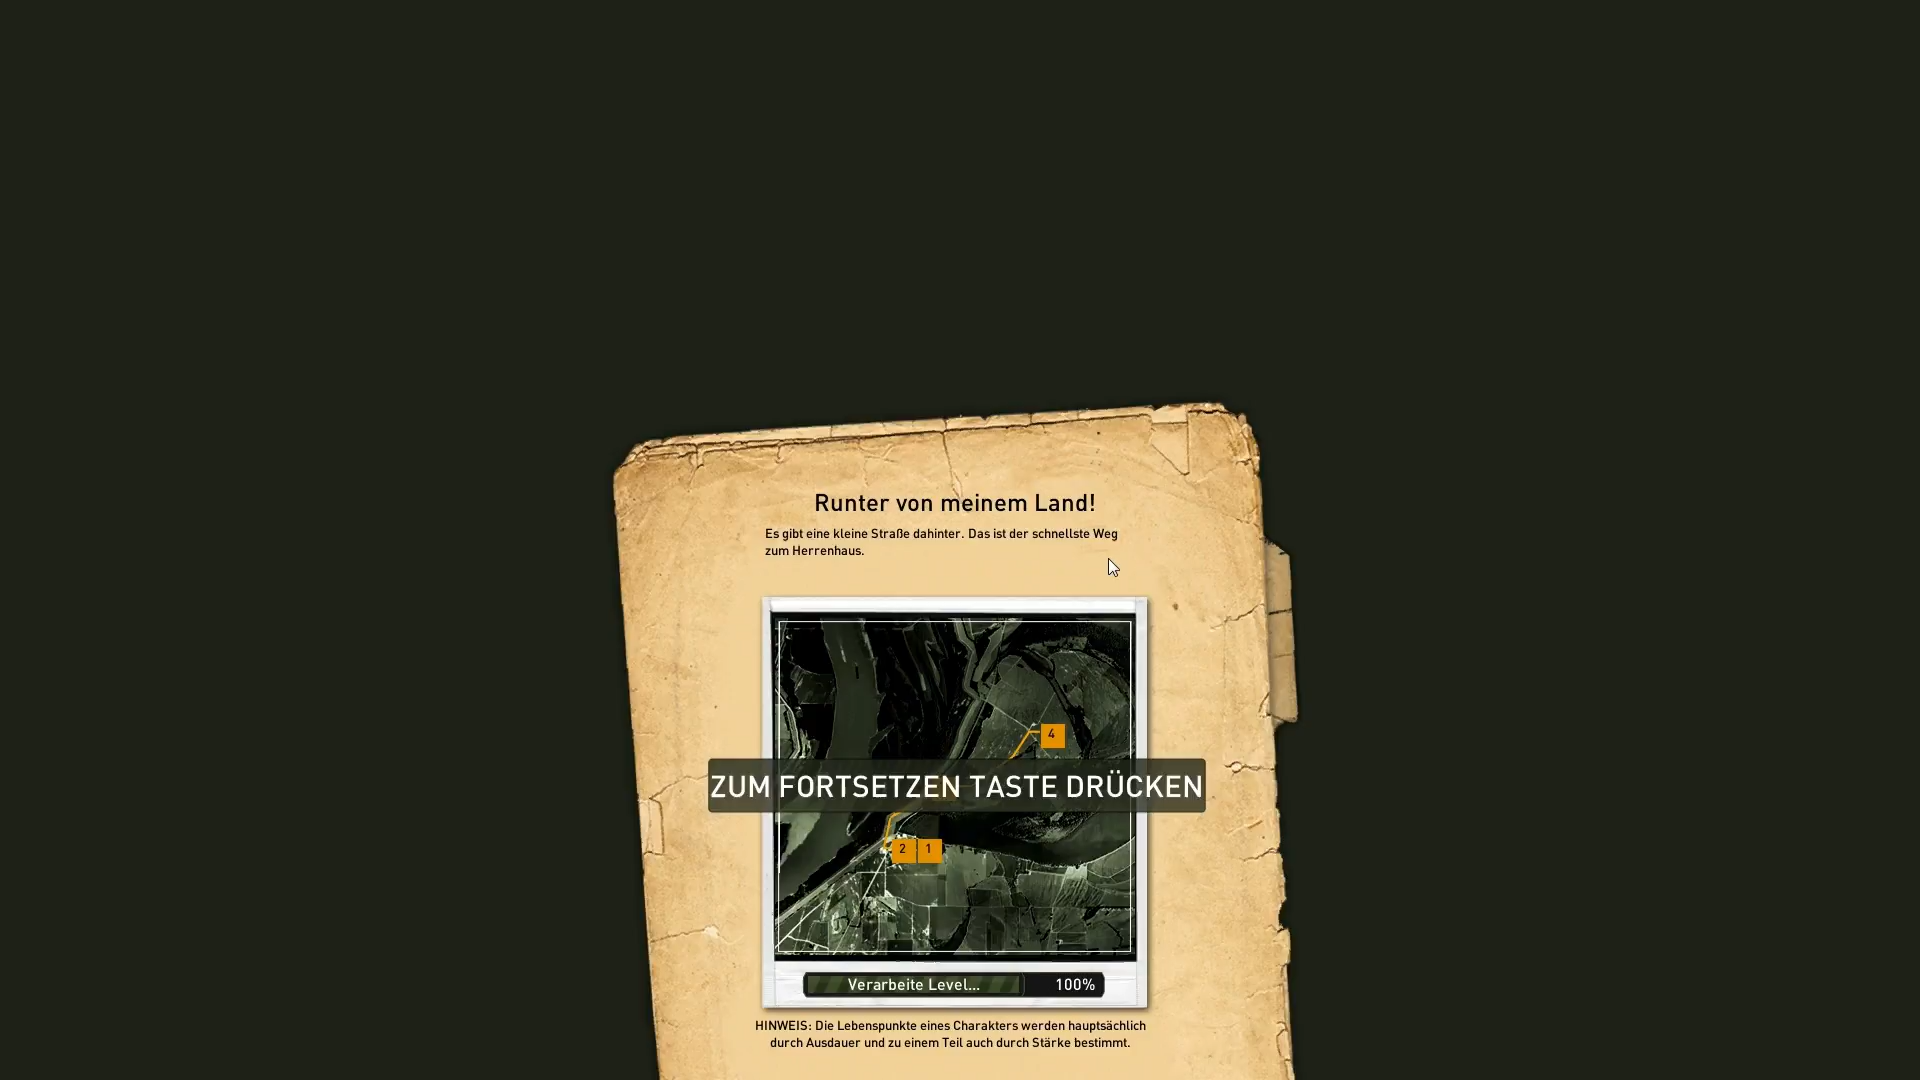 Runter von meinem Land!
Es gibt eine kleine Straße dahinter. Das ist der schnellste Weg
zum Herrenhaus.
4
ZUM FORTSETZEN TASTE DRÜCKEN
2 1
Verarbeite Level... 100%
HINWEIS: Die Lebenspunkte eines Charakters werden hauptsächlich
durch Ausdauer und zu einem Teil auch durch Stärke bestimmt.